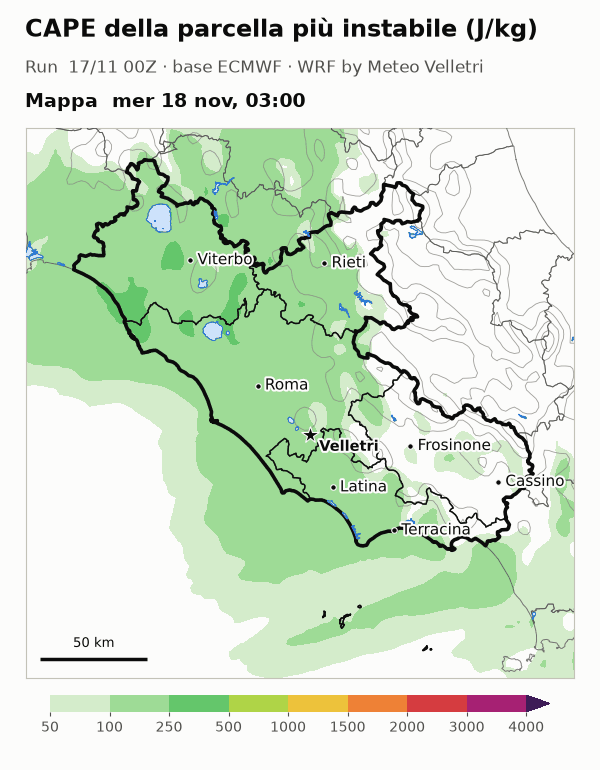 CAPE della parcella più instabile (J/kg)
Run  17/11 00Z · base ECMWF · WRF by Meteo Velletri
Mappa  mer 18 nov, 03:00
Viterbo
Rieti
Roma
Velletri
Frosinone
Cassino
Latina
Terracina
50 km
50 100 250 500 1000 1500 2000 3000 4000